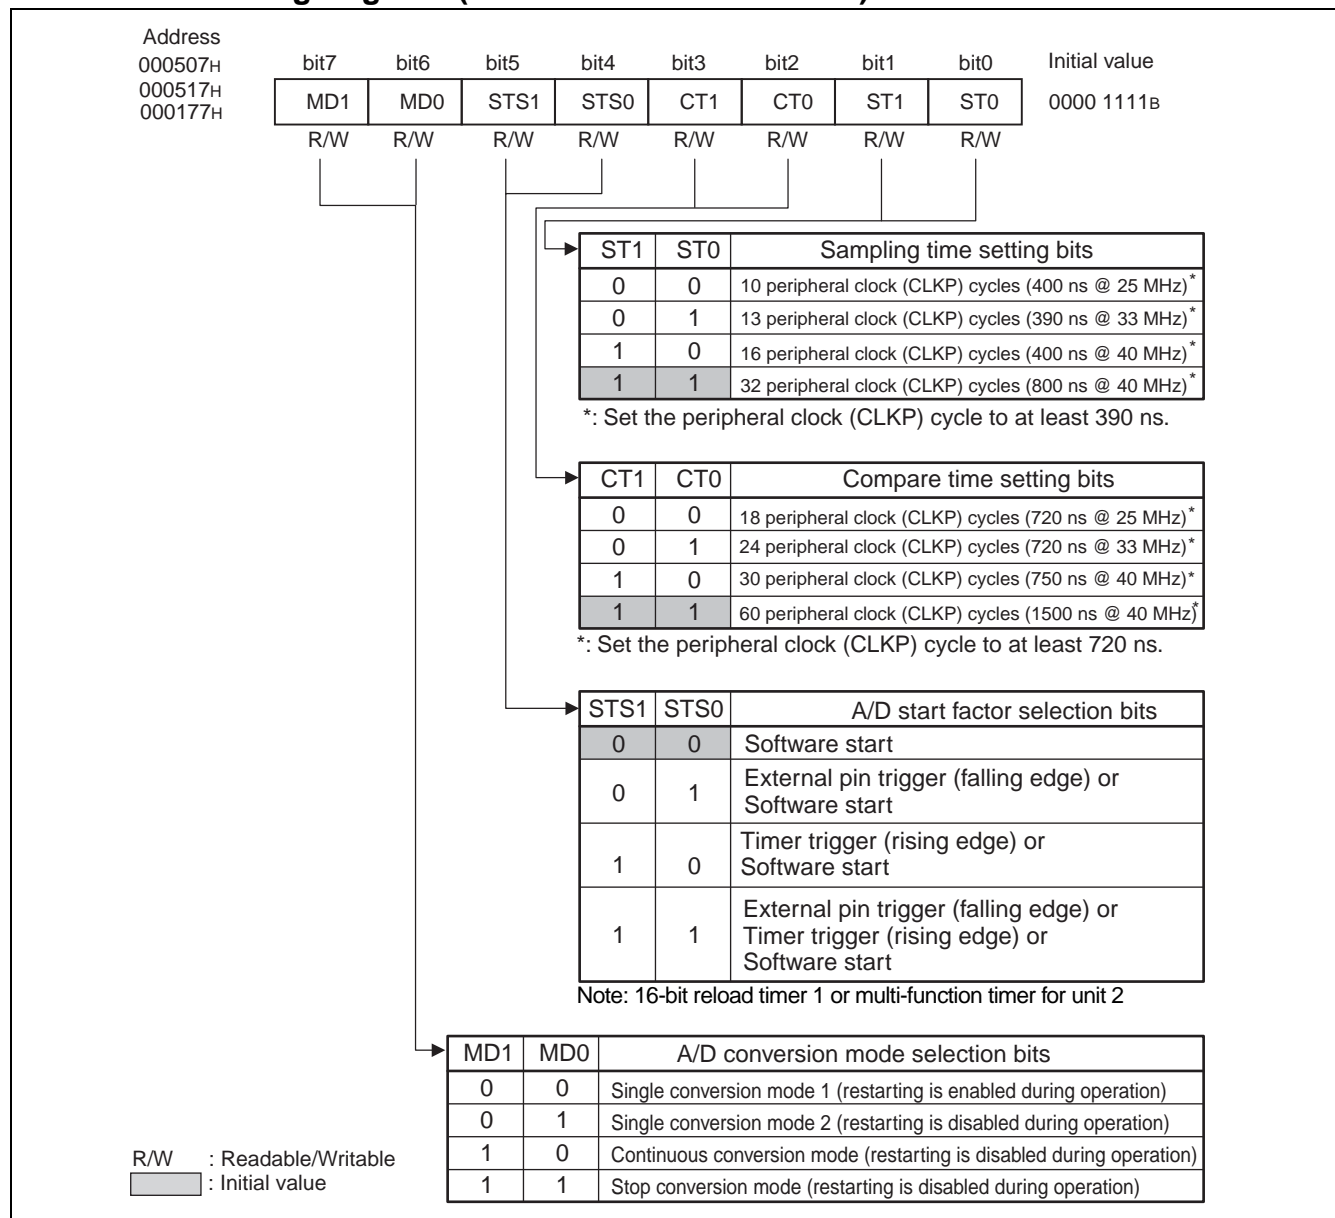 Address
000507H bit7 bit6 bit5 bit4 bit3 bit2 bit1 bit0 Initial value
000517H
000177H MD1 MD0 STS1 STS0 CT1 CT0 ST1 ST0 0000 1111B
R/W R/W R/W R/W R/W R/W R/W R/W
ST1 ST0 Sampling time setting bits
0 0 10 peripheral clock (CLKP) cycles (400 ns @ 25 MHz)*
0 1 13 peripheral clock (CLKP) cycles (390 ns @ 33 MHz)*
1 0 16 peripheral clock (CLKP) cycles (400 ns @ 40 MHz)*
1 1 32 peripheral clock (CLKP) cycles (800 ns @ 40 MHz)*
*: Set the peripheral clock (CLKP) cycle to at least 390 ns.
CT1 CT0 Compare time setting bits
0 0 18 peripheral clock (CLKP) cycles (720 ns @ 25 MHz)*
0 1 24 peripheral clock (CLKP) cycles (720 ns @ 33 MHz)*
1 0 30 peripheral clock (CLKP) cycles (750 ns @ 40 MHz)*
1 1 60 peripheral clock (CLKP) cycles (1500 ns @ 40 MHz)*
*: Set the peripheral clock (CLKP) cycle to at least 720 ns.
STS1 STS0 A/D start factor selection bits
0 0 Software start
0 1 External pin trigger (falling edge) or
Software start
1 0 Timer trigger (rising edge) or
Software start
1 1 External pin trigger (falling edge) or
Timer trigger (rising edge) or
Software start
Note: 16-bit reload timer 1 or multi-function timer for unit 2
MD1 MD0 A/D conversion mode selection bits
0 0 Single conversion mode 1 (restarting is enabled during operation)
0 1 Single conversion mode 2 (restarting is disabled during operation)
1 0 Continuous conversion mode (restarting is disabled during operation)
1 1 Stop conversion mode (restarting is disabled during operation)
R/W : Readable/Writable
: Initial value